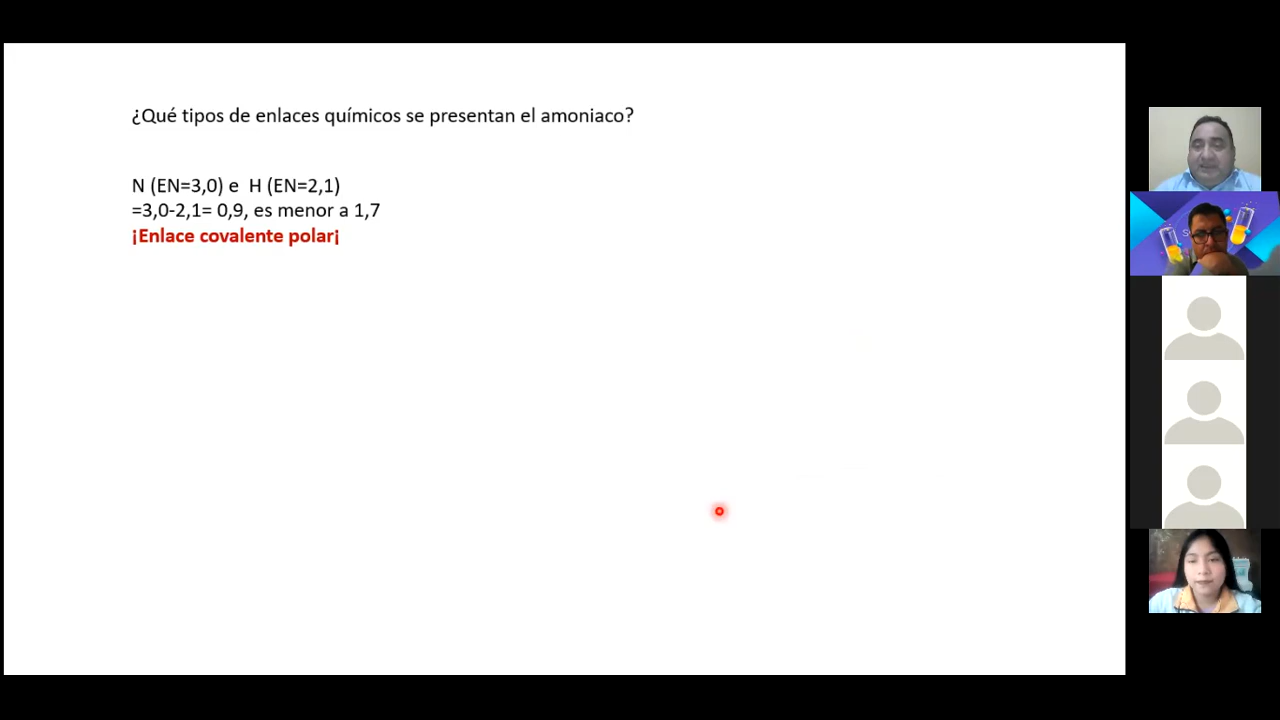 ¿Qué tipos de enlaces químicos se presentan el amoniaco?
N (EN=3,0) e H (EN=2,1)
=3,0-2,1= 0,9, es menor a 1,7
¡Enlace covalente polar¡